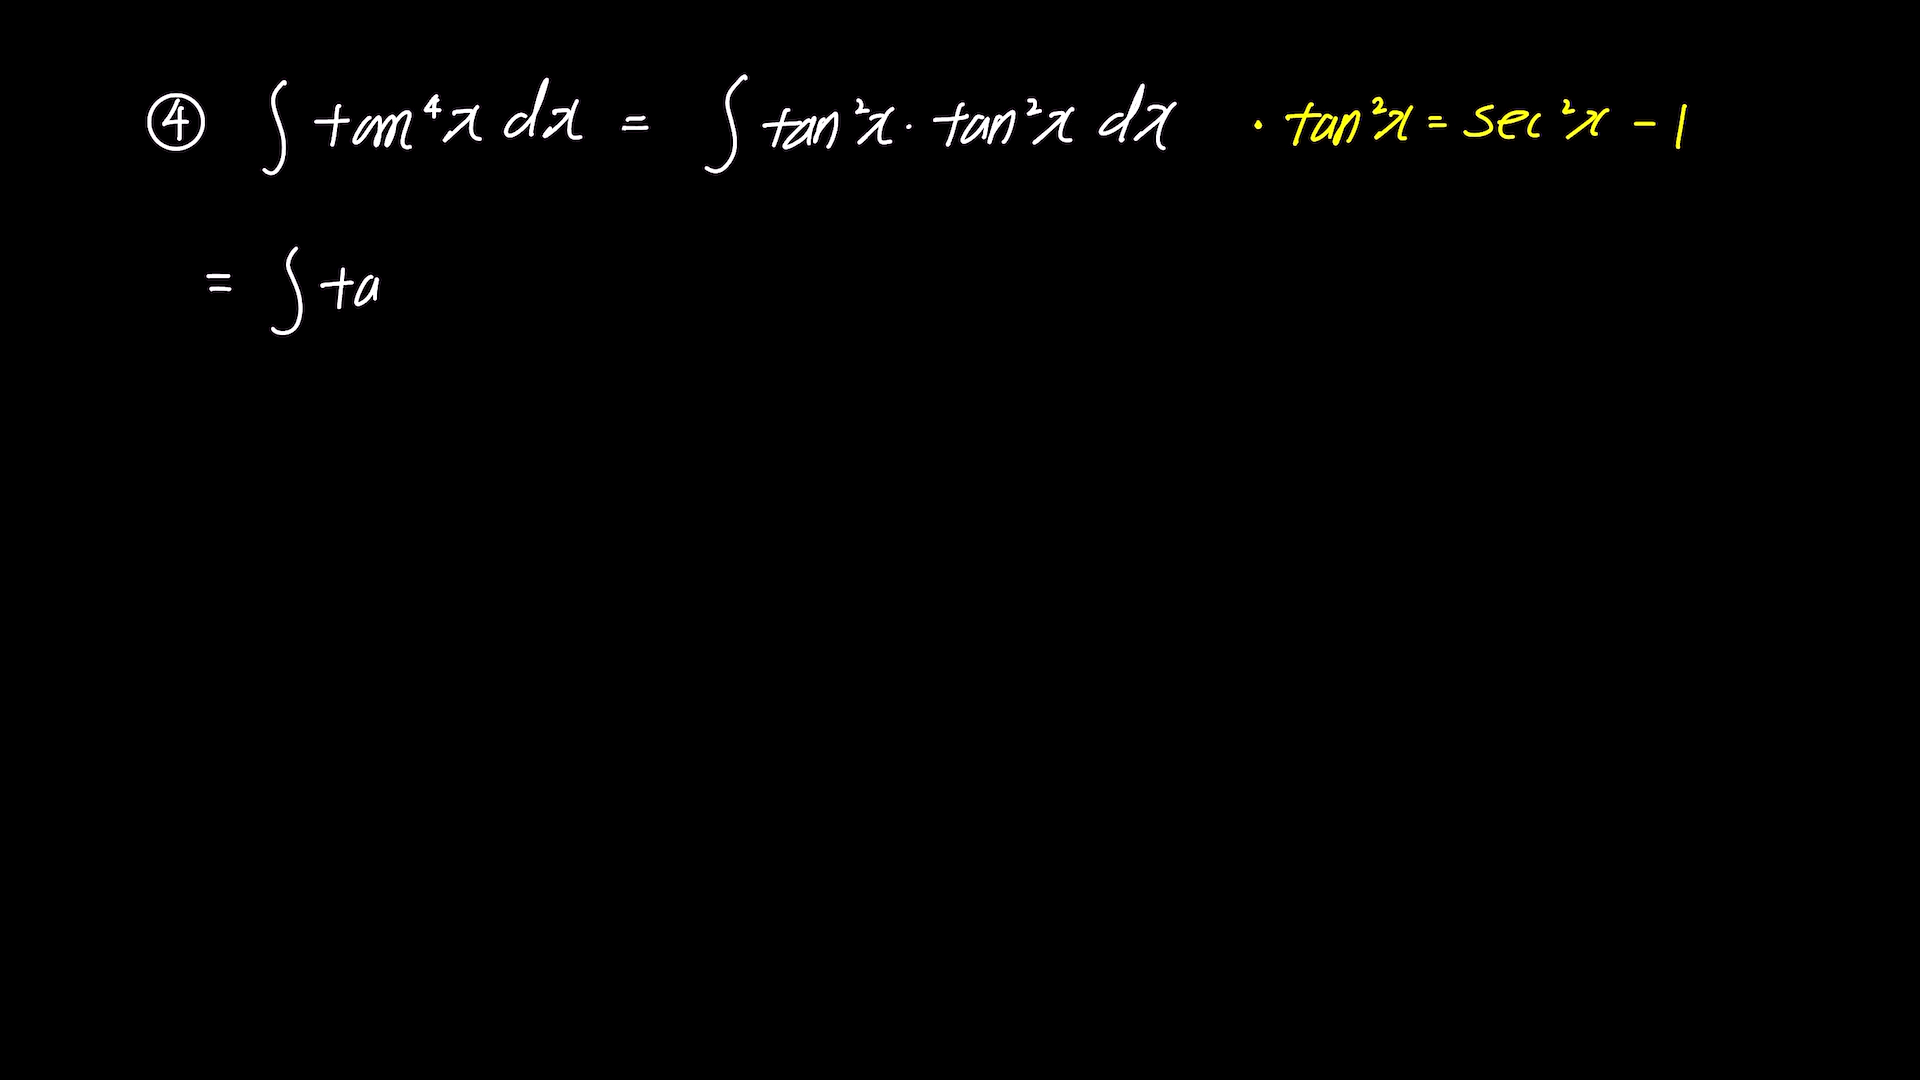 ④ ∫ tan⁴x dx = ∫ tan²x · tan²x dx · tan²x = sec²x − 1
= ∫ ta